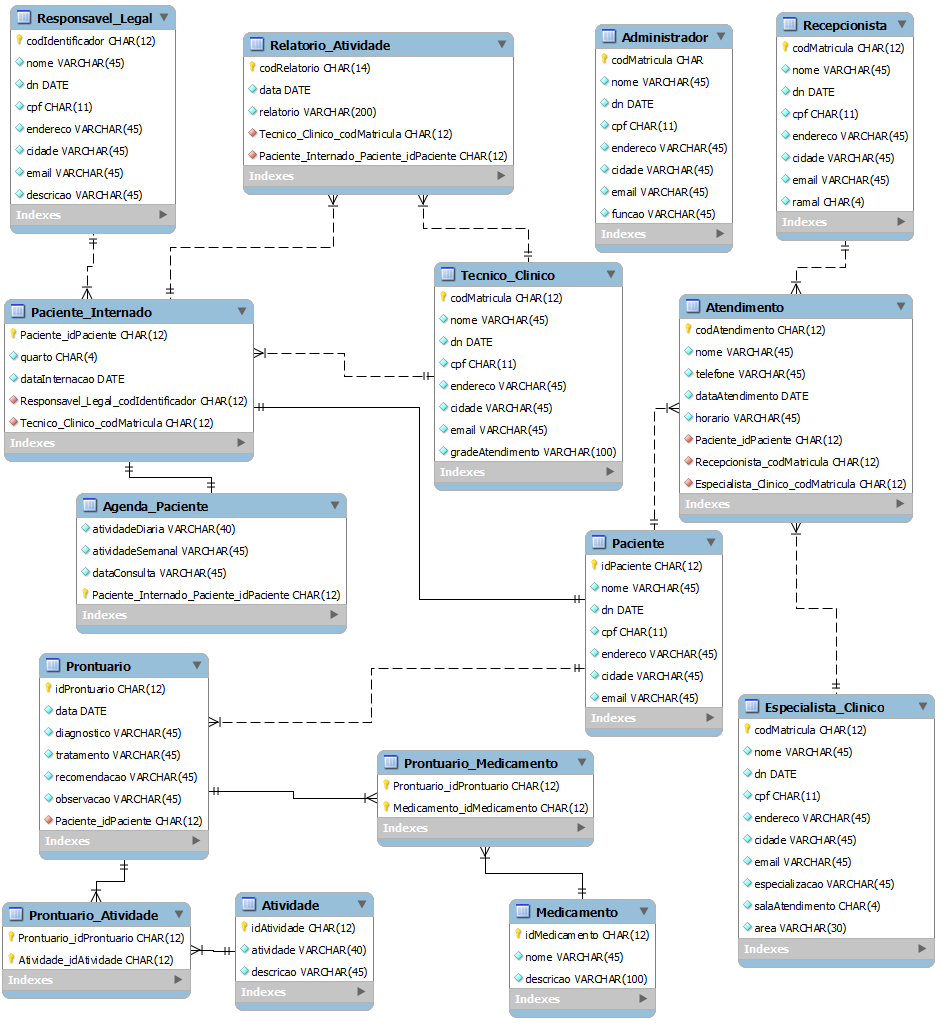 Responsavel_Legal
codIdentificador CHAR(12)
nome VARCHAR(45)
dn DATE
cpf CHAR(11)
endereco VARCHAR(45)
cidade VARCHAR(45)
email VARCHAR(45)
descricao VARCHAR(45)
Indexes
Relatorio_Atividade
codRelatorio CHAR(14)
data DATE
relatorio VARCHAR(200)
Tecnico_Clinico_codMatricula CHAR(12)
Paciente_Internado_Paciente_idPaciente CHAR(12)
Indexes
Administrador
codMatricula CHAR
nome VARCHAR(45)
dn DATE
cpf CHAR(11)
endereco VARCHAR(45)
cidade VARCHAR(45)
email VARCHAR(45)
funcao VARCHAR(45)
Indexes
Recepcionista
codMatricula CHAR(12)
nome VARCHAR(45)
dn DATE
cpf CHAR(11)
endereco VARCHAR(45)
cidade VARCHAR(45)
email VARCHAR(45)
ramal CHAR(4)
Indexes
Paciente_Internado
Paciente_idPaciente CHAR(12)
quarto CHAR(4)
dataInternacao DATE
Responsavel_Legal_codIdentificador CHAR(12)
Tecnico_Clinico_codMatricula CHAR(12)
Indexes
Tecnico_Clinico
codMatricula CHAR(12)
nome VARCHAR(45)
dn DATE
cpf CHAR(11)
endereco VARCHAR(45)
cidade VARCHAR(45)
email VARCHAR(45)
gradeAtendimento VARCHAR(100)
Indexes
Atendimento
codAtendimento CHAR(12)
nome VARCHAR(45)
telefone VARCHAR(45)
dataAtendimento DATE
horario VARCHAR(45)
Paciente_idPaciente CHAR(12)
Recepcionista_codMatricula CHAR(12)
Especialista_Clinico_codMatricula CHAR(12)
Indexes
Agenda_Paciente
atividadeDiaria VARCHAR(40)
atividadeSemanal VARCHAR(45)
dataConsulta VARCHAR(45)
Paciente_Internado_Paciente_idPaciente CHAR(12)
Indexes
Paciente
idPaciente CHAR(12)
nome VARCHAR(45)
dn DATE
cpf CHAR(11)
endereco VARCHAR(45)
cidade VARCHAR(45)
email VARCHAR(45)
Indexes
Prontuario
idProntuario CHAR(12)
data DATE
diagnostico VARCHAR(45)
tratamento VARCHAR(45)
recomendacao VARCHAR(45)
observacao VARCHAR(45)
Paciente_idPaciente CHAR(12)
Indexes
Prontuario_Medicamento
Prontuario_idProntuario CHAR(12)
Medicamento_idMedicamento CHAR(12)
Indexes
Especialista_Clinico
codMatricula CHAR(12)
nome VARCHAR(45)
dn DATE
cpf CHAR(11)
endereco VARCHAR(45)
cidade VARCHAR(45)
email VARCHAR(45)
especializacao VARCHAR(45)
salaAtendimento CHAR(4)
area VARCHAR(30)
Indexes
Prontuario_Atividade
Prontuario_idProntuario CHAR(12)
Atividade_idAtividade CHAR(12)
Indexes
Atividade
idAtividade CHAR(12)
atividade VARCHAR(40)
descricao VARCHAR(45)
Indexes
Medicamento
idMedicamento CHAR(12)
nome VARCHAR(45)
descricao VARCHAR(100)
Indexes